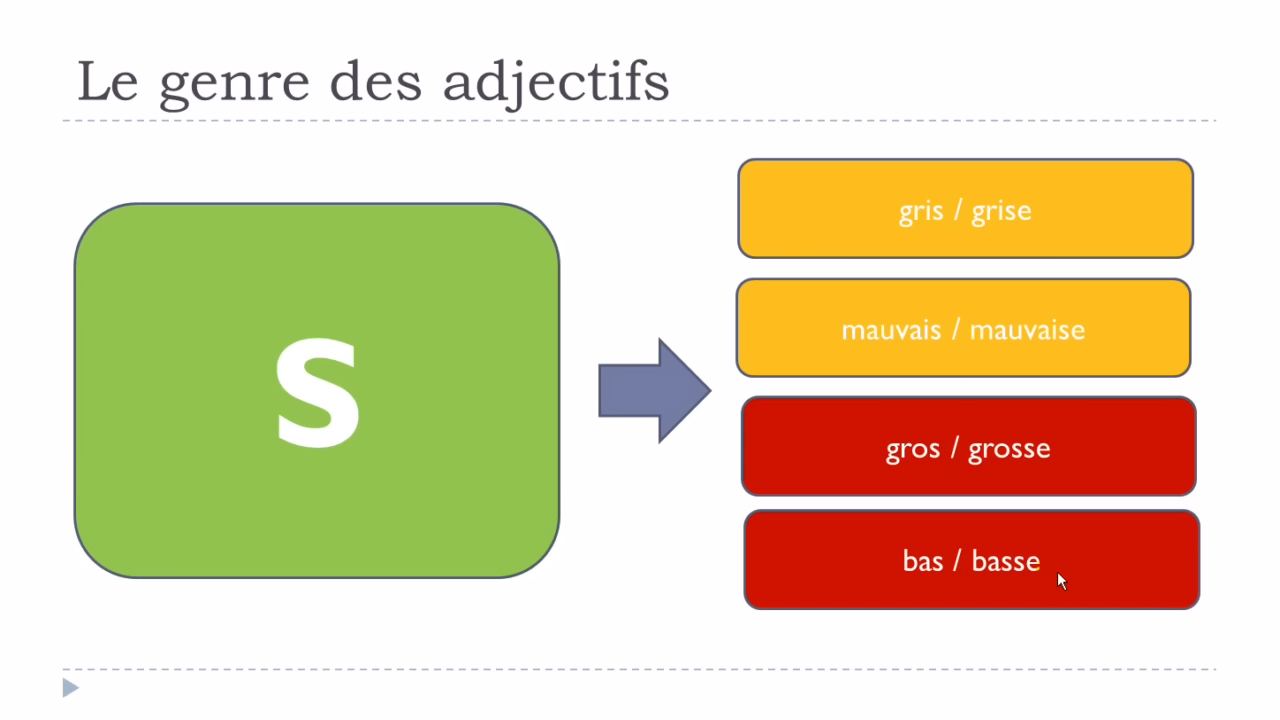 Le genre des adjectifs
S
gris / grise
mauvais / mauvaise
gros / grosse
bas / basse